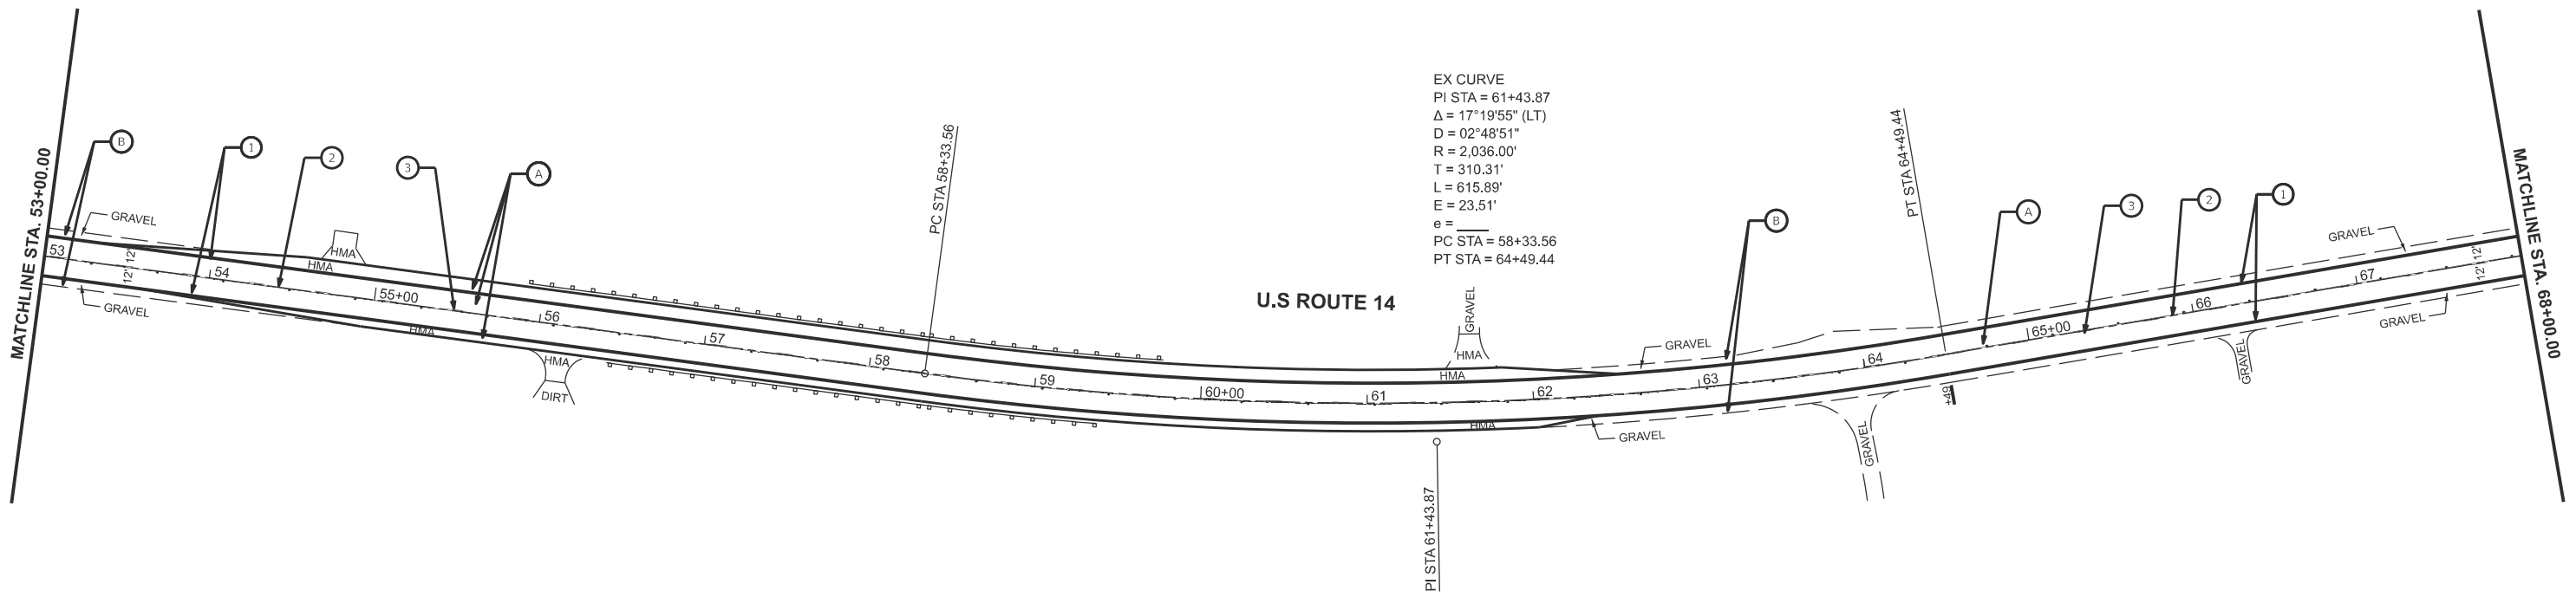 EX CURVE
PI STA = 61+43.87
Δ = 17°19'55" (LT)
D = 02°48'51"
R = 2,036.00'
T = 310.31'
L = 615.89'
E = 23.51'
e = ____
PC STA = 58+33.56
PT STA = 64+49.44
MATCHLINE STA. 53+00.00
B
1
2
3
A
PC STA 58+33.56
PT STA 64+49.44
B
A
3
2
1
MATCHLINE STA. 68+00.00
GRAVEL
HMA
HMA
53
12' 12'
54
55+00
56
57
58
59
60+00
61
62
63
64
65+00
66
67
12' 12'
U.S ROUTE 14
GRAVEL
HMA
HMA
GRAVEL
GRAVEL
GRAVEL
HMA
HMA
DIRT
HMA
GRAVEL
GRAVEL
+49
GRAVEL
GRAVEL
PI STA 61+43.87